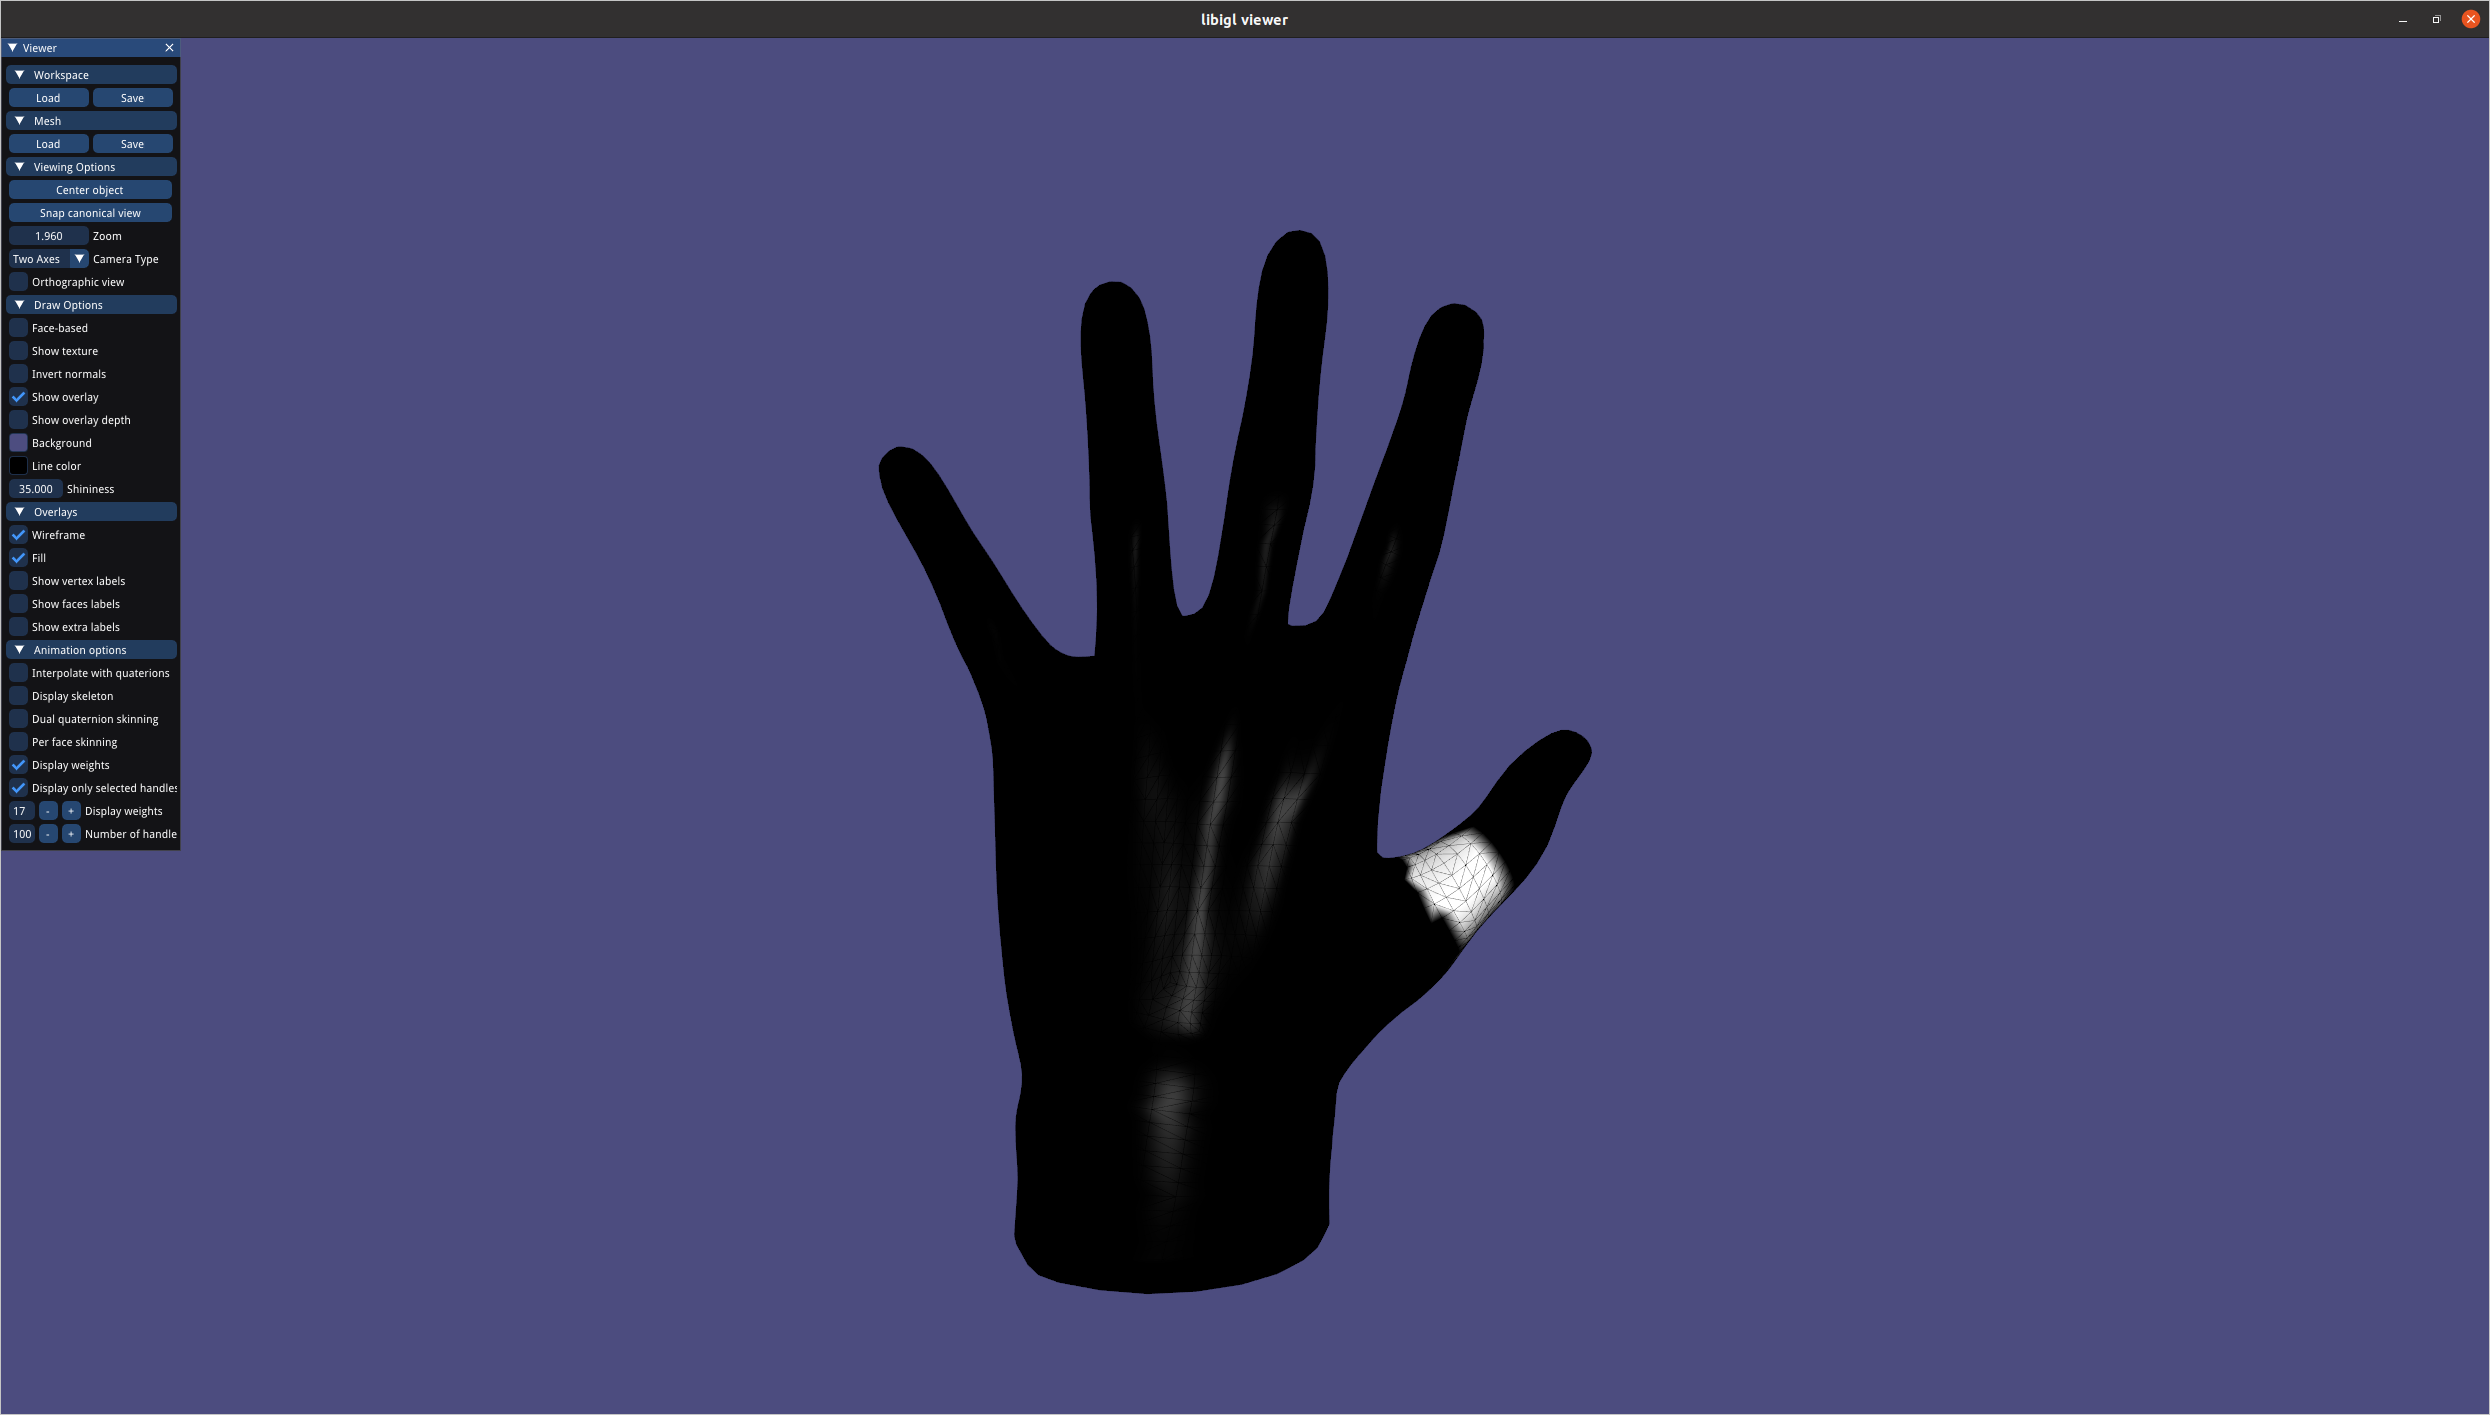 libigl viewer
Viewer
Workspace
Load Save
Mesh
Load Save
Viewing Options
Center object
Snap canonical view
1.960 Zoom
Two Axes Camera Type
Orthographic view
Draw Options
Face-based
Show texture
Invert normals
Show overlay
Show overlay depth
Background
Line color
35.000 Shininess
Overlays
Wireframe
Fill
Show vertex labels
Show faces labels
Show extra labels
Animation options
Interpolate with quaterions
Display skeleton
Dual quaternion skinning
Per face skinning
Display weights
Display only selected handles
17 - + Display weights
100 - + Number of handle